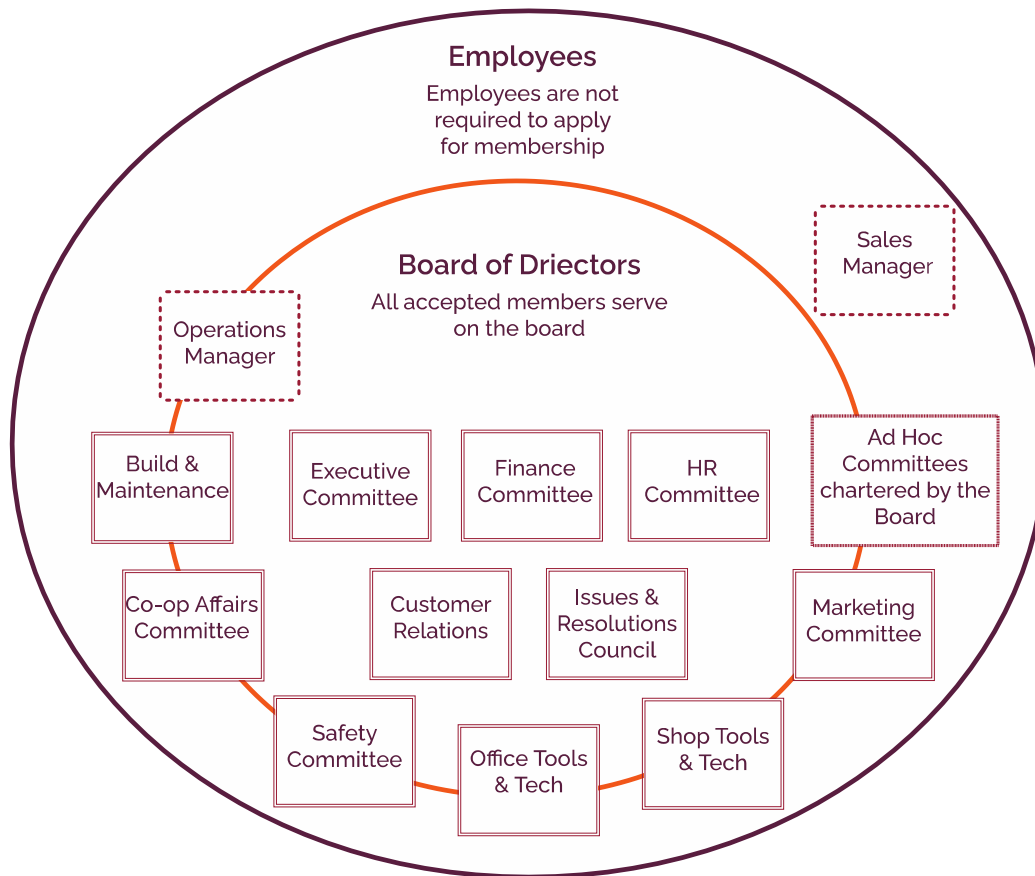 Employees
Employees are not
required to apply
for membership
Sales
Manager
Board of Driectors
All accepted members serve
on the board
Operations
Manager
Build &
Maintenance
Executive
Committee
Finance
Committee
HR
Committee
Ad Hoc
Committees
chartered by the
Board
Co-op Affairs
Committee
Customer
Relations
Issues &
Resolutions
Council
Marketing
Committee
Safety
Committee
Office Tools
& Tech
Shop Tools
& Tech